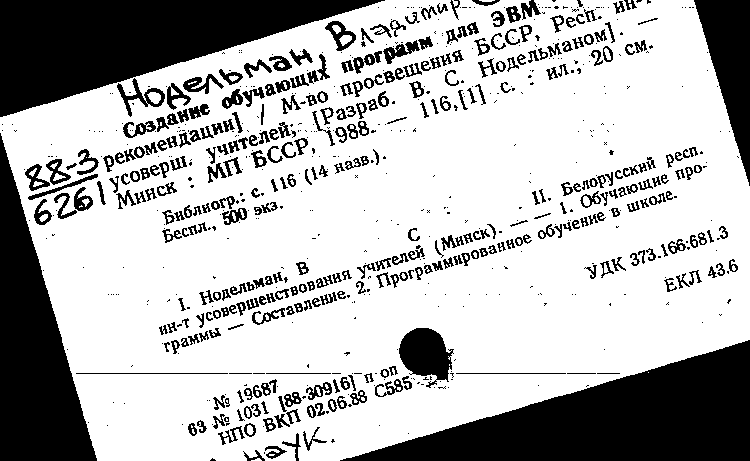 Нодельман, Владимир
Создание обучающих программ для ЭВМ :
рекомендации] / М-во просвещения БССР, Респ. ин-т
усоверш. учителей; [Разраб. В. С. Нодельманом]. —
Минск : МП БССР, 1988. — 116,[1] с. : ил.; 20 см.
88-3
6261
Библиогр.: с. 116 (14 назв.).
Беспл., 500 экз.
I. Нодельман, В С II. Белорусский респ.
ин-т усовершенствования учителей (Минск). — — 1. Обучающие про-
граммы — Составление. 2. Программированное обучение в школе.
УДК 373.166:681.3
ЕКЛ 43.6
№ 19687
63 № 1031 [88-30916] п оп
НПО ВКП 02.06.88 С585
наук.